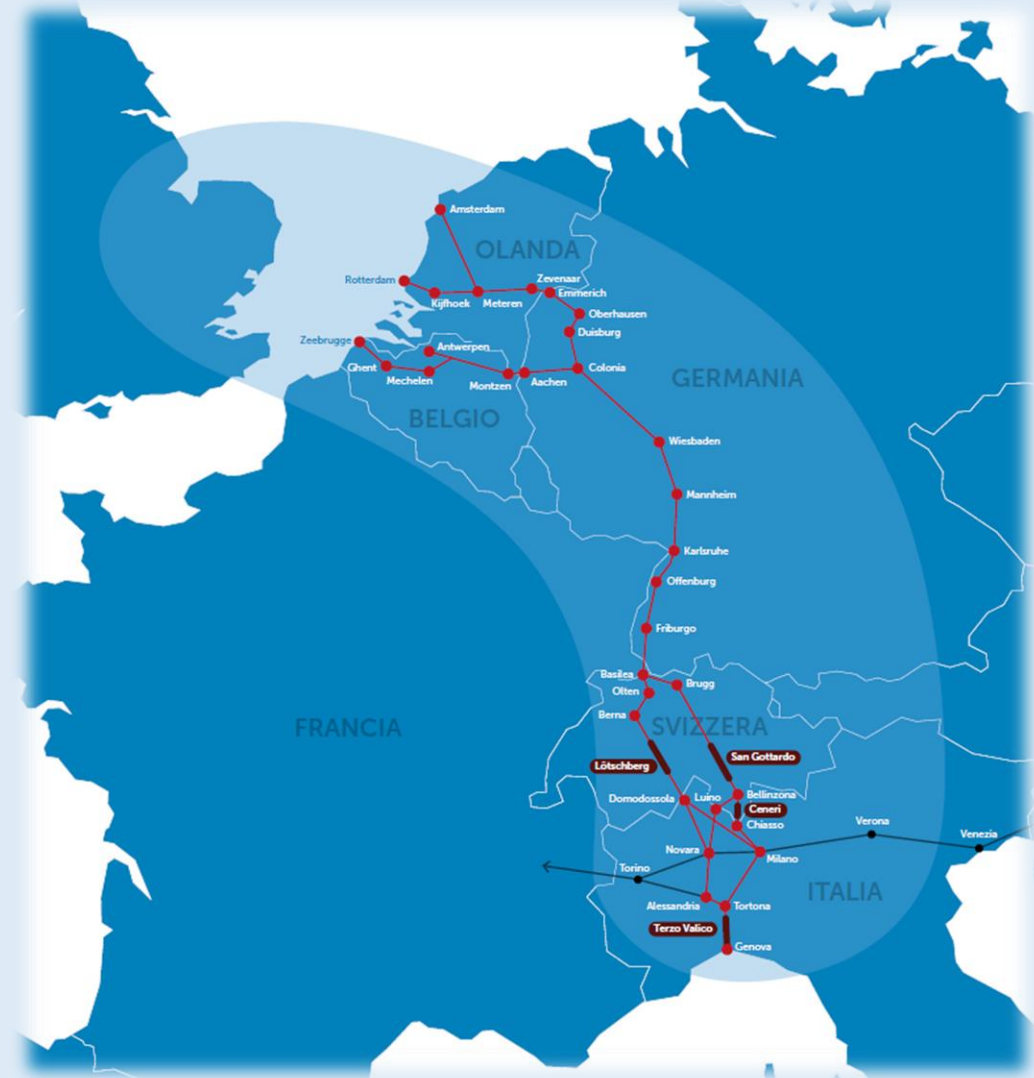 Amsterdam
OLANDA
Rotterdam
Zevenaar
Emmerich
Kijfhoek
Meteren
Oberhausen
Duisburg
Zeebrugge
Antwerpen
Ghent
Mechelen
Montzen
Aachen
Colonia
GERMANIA
BELGIO
Wiesbaden
Mannheim
Karlsruhe
Offenburg
Friburgo
Basilea
Brugg
Olten
Berna
SVIZZERA
FRANCIA
San Gottardo
Lötschberg
Domodossola
Luino
Bellinzona
Ceneri
Chiasso
Verona
Venezia
Novara
Milano
Torino
ITALIA
Alessandria
Tortona
Terzo Valico
Genova